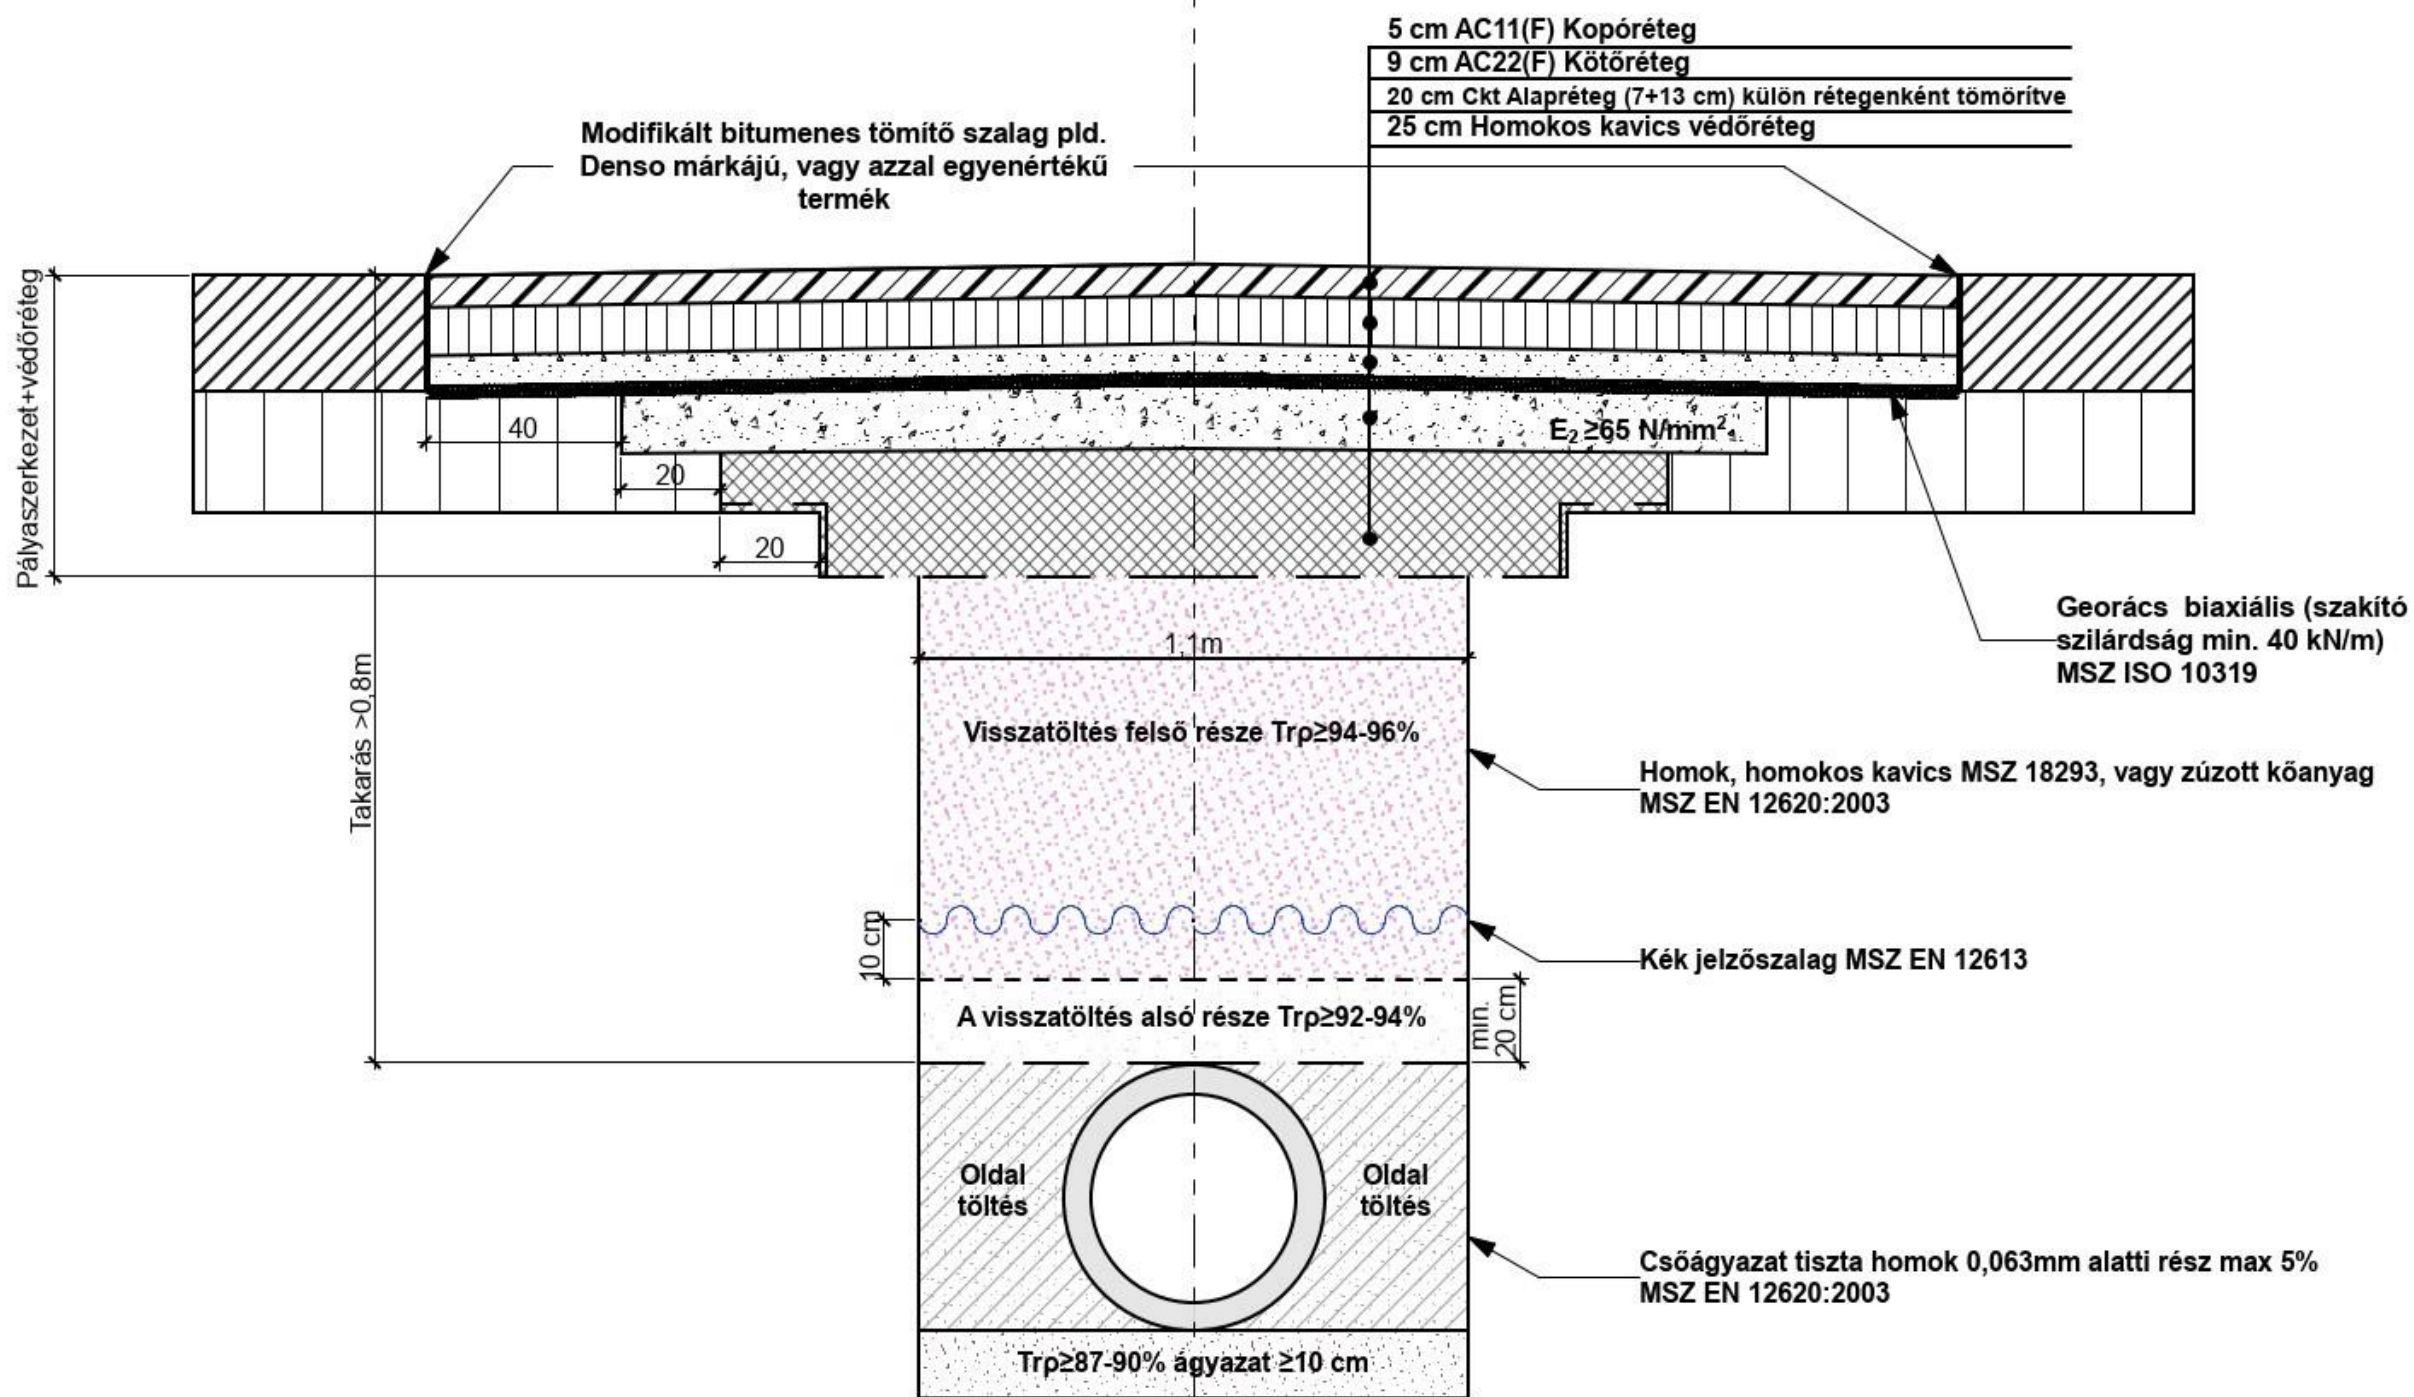 5 cm AC11(F) Kopóréteg
9 cm AC22(F) Kötőréteg
20 cm Ckt Alapréteg (7+13 cm) külön rétegenként tömörítve
25 cm Homokos kavics védőréteg
Modifikált bitumenes tömítő szalag pld.
Denso márkájú, vagy azzal egyenértékű
termék
Pályaszerkezet+védőréteg
40
E₂ ≥65 N/mm²
20
20
Georács biaxiális (szakító
szilárdság min. 40 kN/m)
MSZ ISO 10319
1,1m
Takarás >0,8m
Visszatöltés felső része Trρ≥94-96%
Homok, homokos kavics MSZ 18293, vagy zúzott kőanyag
MSZ EN 12620:2003
10 cm
Kék jelzőszalag MSZ EN 12613
A visszatöltés alsó része Trρ≥92-94%
min.
20 cm
Oldal
töltés
Oldal
töltés
Csőágyazat tiszta homok 0,063mm alatti rész max 5%
MSZ EN 12620:2003
Trρ≥87-90% ágyazat ≥10 cm